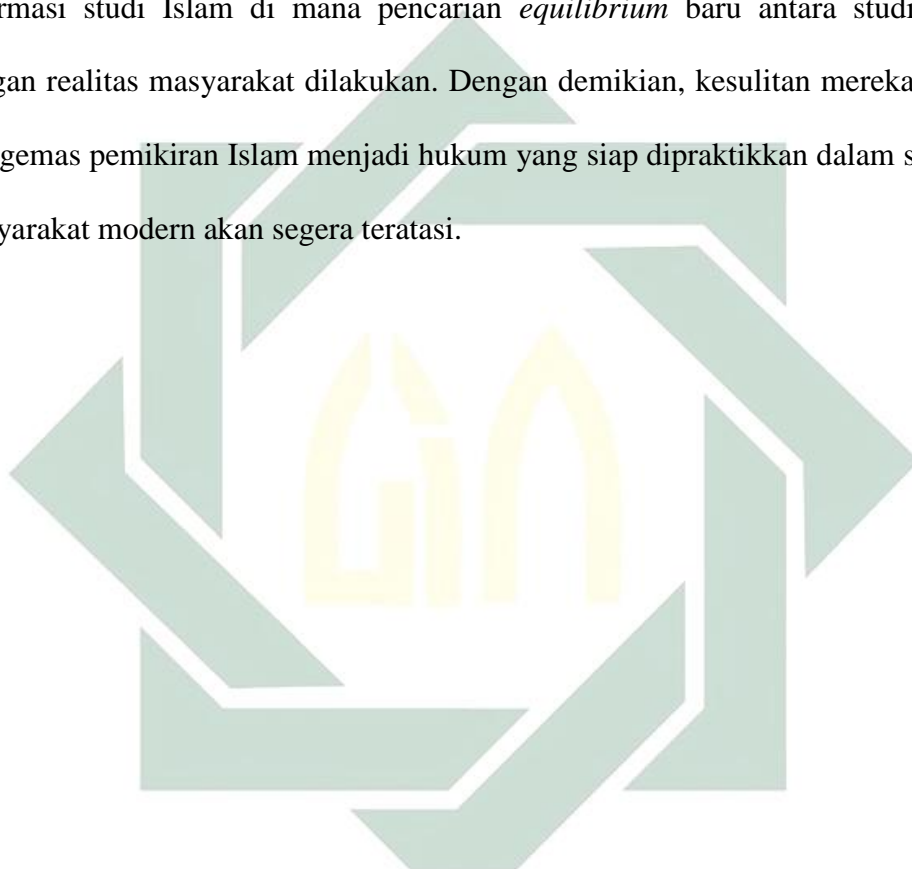 rmasi studi Islam di mana pencarian equilibrium baru antara studi
gan realitas masyarakat dilakukan. Dengan demikian, kesulitan mereka
gemas pemikiran Islam menjadi hukum yang siap dipraktikkan dalam s
yarakat modern akan segera teratasi.